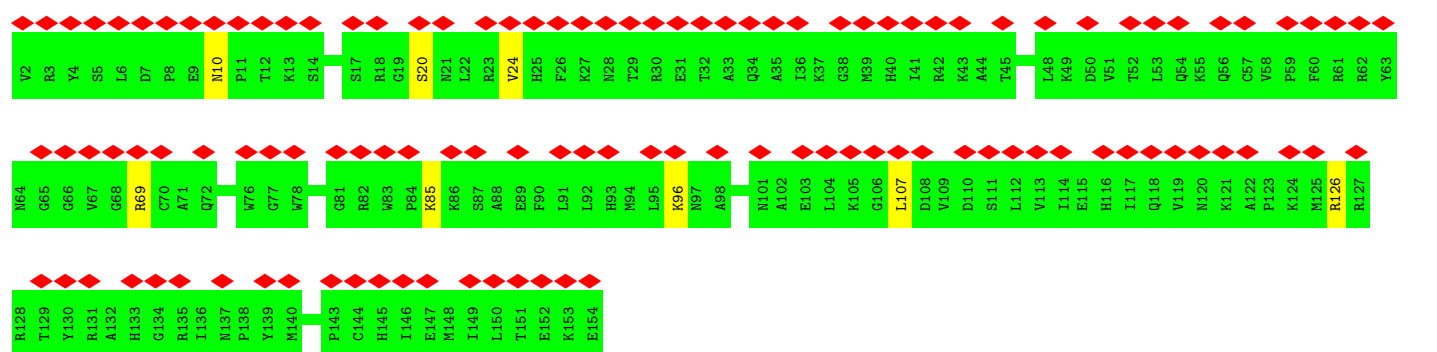 V2 R3 Y4 S5 L6 D7 P8 E9 N10 P11 T12 K13 S14 S17 R18 G19 S20 N21 L22 R23 V24 H25 F26 K27 N28 T29 R30 E31 T32 A33 Q34 A35 I36 K37 G38 M39 H40 I41 R42 K43 A44 T45 L48 K49 D50 V51 T52 L53 Q54 K55 Q56 C57 V58 P59 F60 R61 R62 Y63
N64 G65 G66 V67 G68 R69 C70 A71 Q72 W76 G77 W78 G81 R82 W83 P84 K85 K86 S87 A88 E89 F90 L91 L92 H93 M94 L95 K96 N97 A98 N101 A102 E103 L104 K105 G106 L107 D108 V109 D110 S111 L112 V113 I114 E115 H116 I117 Q118 V119 N120 K121 A122 P123 K124 M125 R126 R127
R128 T129 Y130 R131 A132 H133 G134 R135 I136 N137 P138 Y139 M140 P143 C144 H145 I146 E147 M148 I149 L150 T151 E152 K153 E154